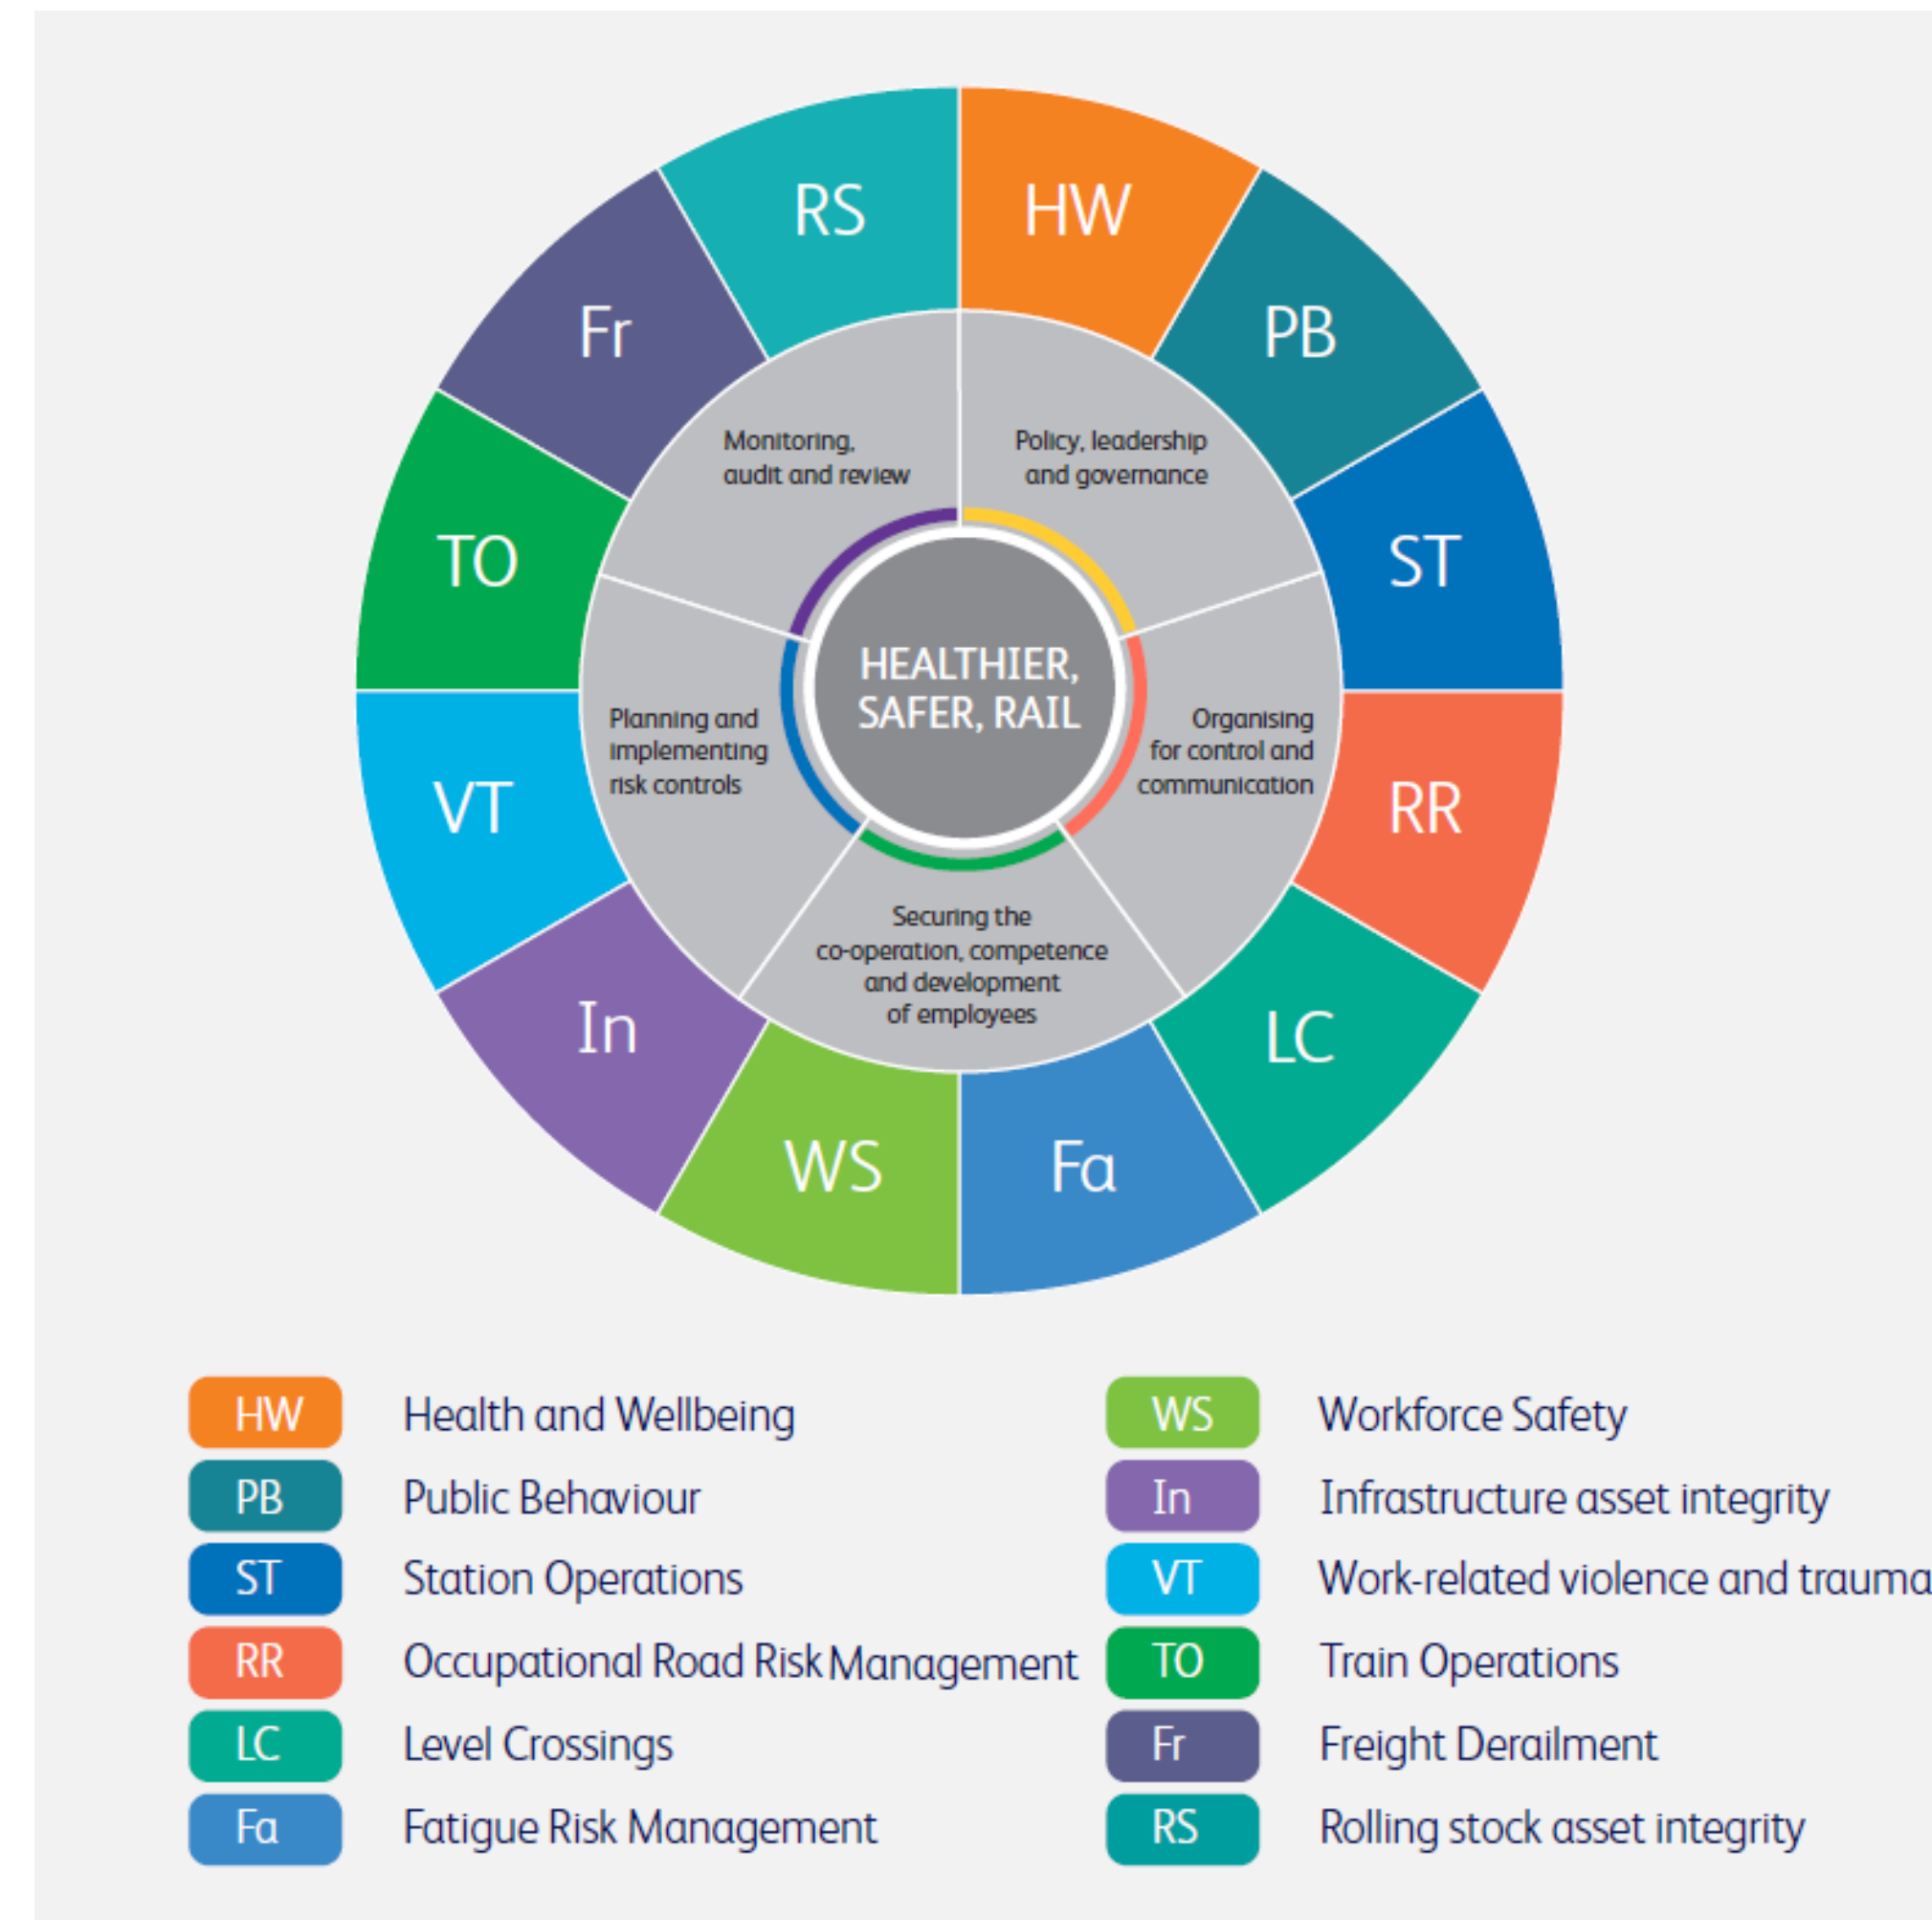 RS
HW
Fr
PB
Monitoring,
audit and review
Policy, leadership
and governance
TO
ST
HEALTHIER,
SAFER, RAIL
Planning and
implementing
risk controls
Organising
for control and
communication
VT
RR
Securing the
co-operation, competence
and development
of employees
In
LC
WS
Fa
HW Health and Wellbeing
PB Public Behaviour
ST Station Operations
RR Occupational Road Risk Management
LC Level Crossings
Fa Fatigue Risk Management
WS Workforce Safety
In Infrastructure asset integrity
VT Work-related violence and trauma
TO Train Operations
Fr Freight Derailment
RS Rolling stock asset integrity